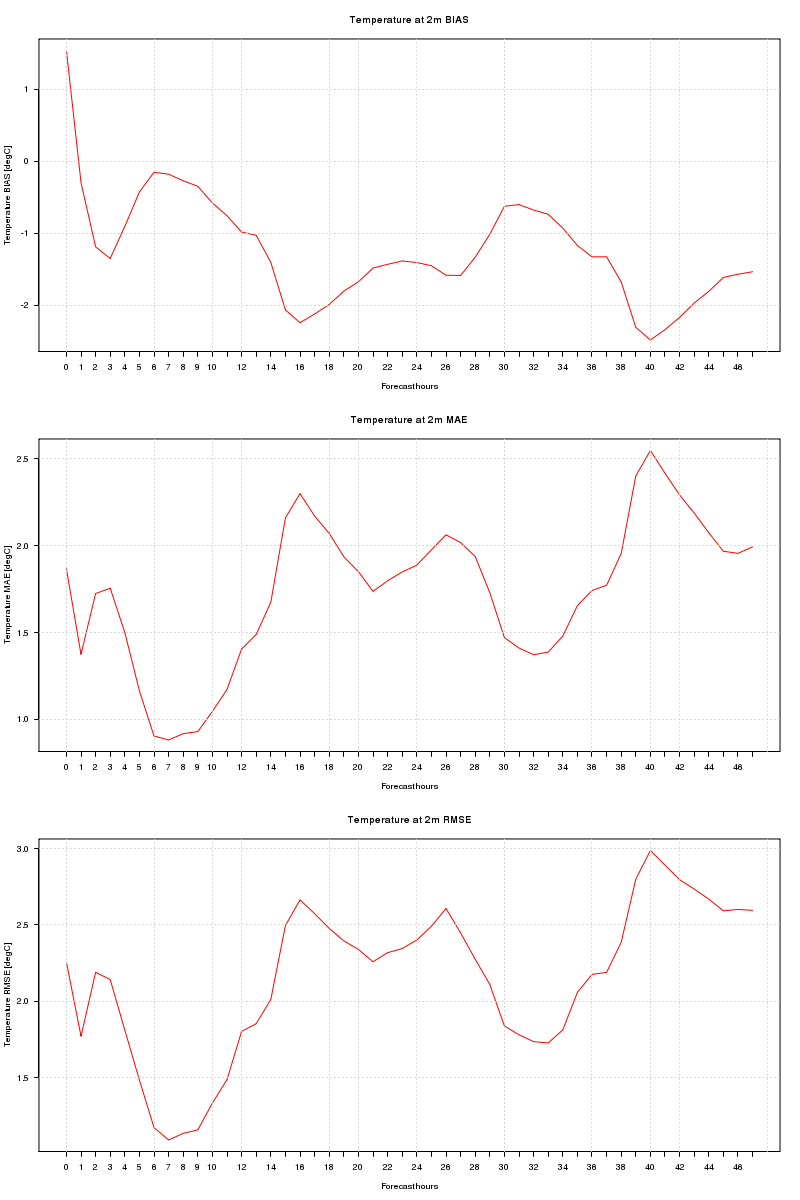 Temperature at 2m BIAS
Temperature BIAS [degC]
1
0
-1
-2
0 1 2 3 4 5 6 7 8 9 10 12 14 16 18 20 22 24 26 28 30 32 34 36 38 40 42 44 46
Forecasthours
Temperature at 2m MAE
Temperature MAE [degC]
2.5
2.0
1.5
1.0
0 1 2 3 4 5 6 7 8 9 10 12 14 16 18 20 22 24 26 28 30 32 34 36 38 40 42 44 46
Forecasthours
Temperature at 2m RMSE
Temperature RMSE [degC]
3.0
2.5
2.0
1.5
0 1 2 3 4 5 6 7 8 9 10 12 14 16 18 20 22 24 26 28 30 32 34 36 38 40 42 44 46
Forecasthours